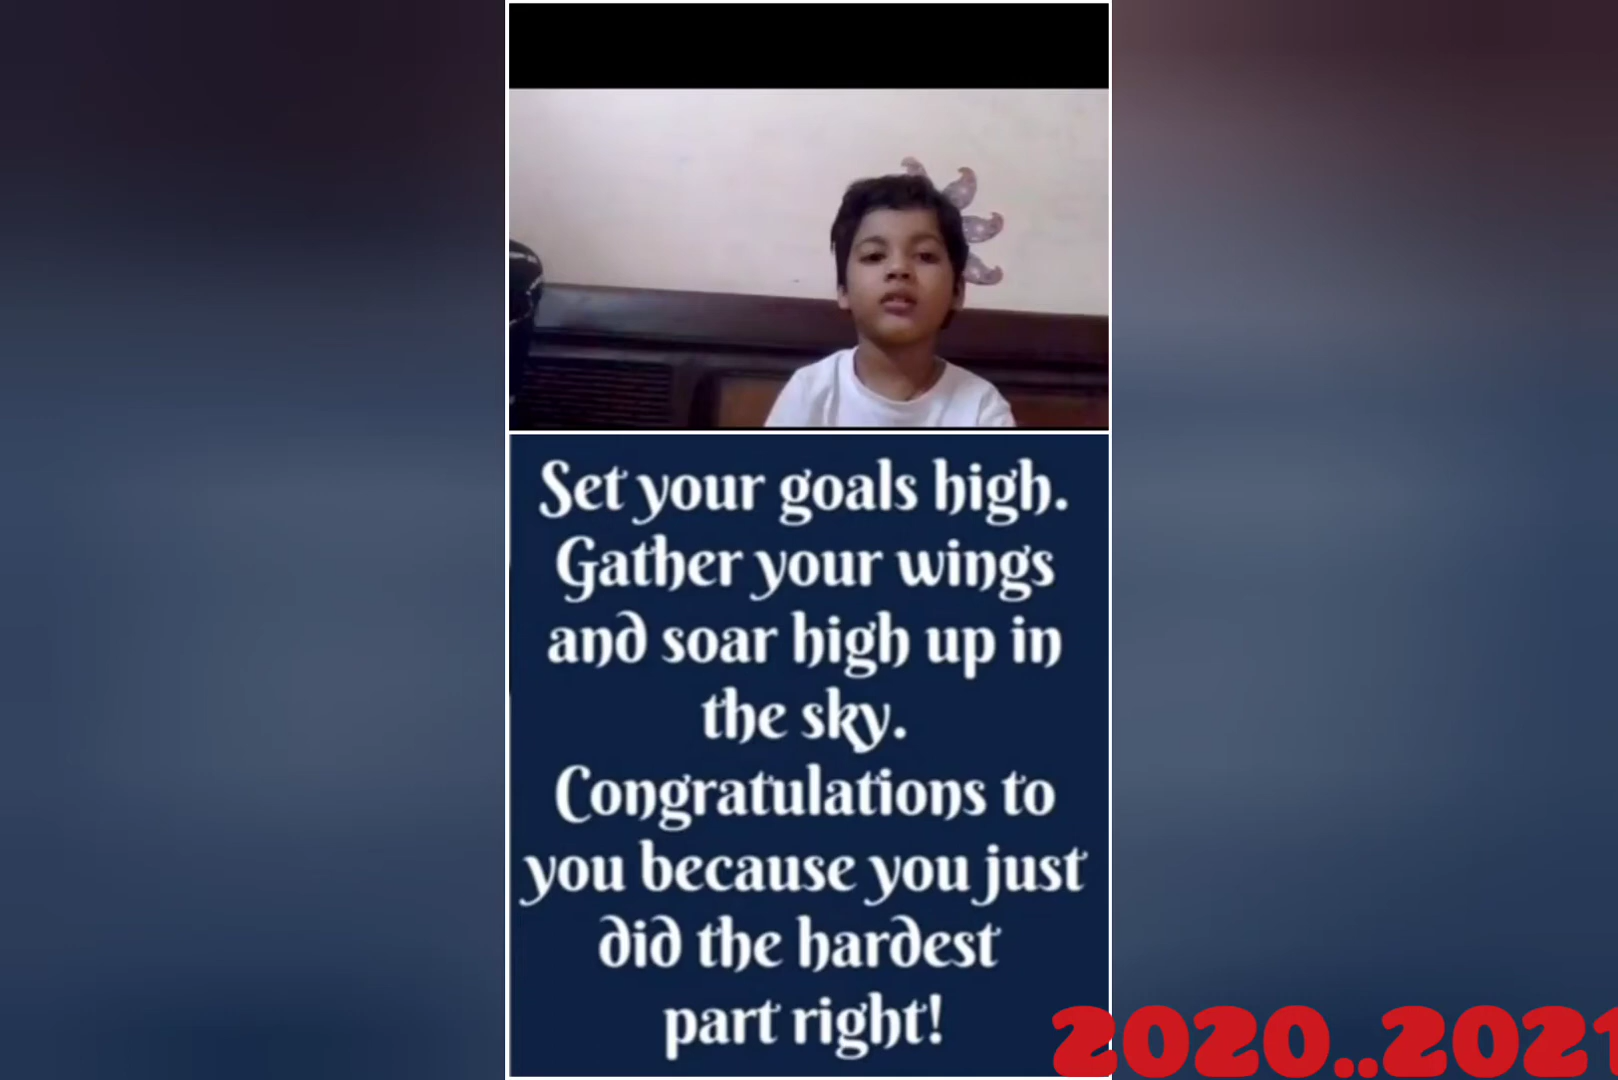 Set your goals high.
Gather your wings
and soar high up in
the sky.
Congratulations to
you because you just
did the hardest
part right!
2020..2021